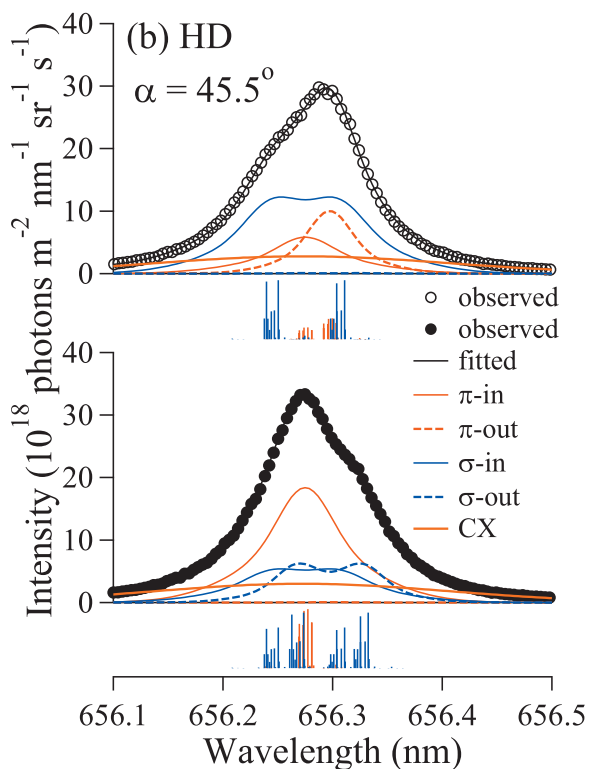 (b) HD
α = 45.5°
40
30
20
10
0
observed
observed
fitted
π-in
π-out
σ-in
σ-out
CX
40
30
20
10
0
Intensity (10^18 photons m^-2 nm^-1 sr^-1 s^-1)
656.1 656.2 656.3 656.4 656.5
Wavelength (nm)